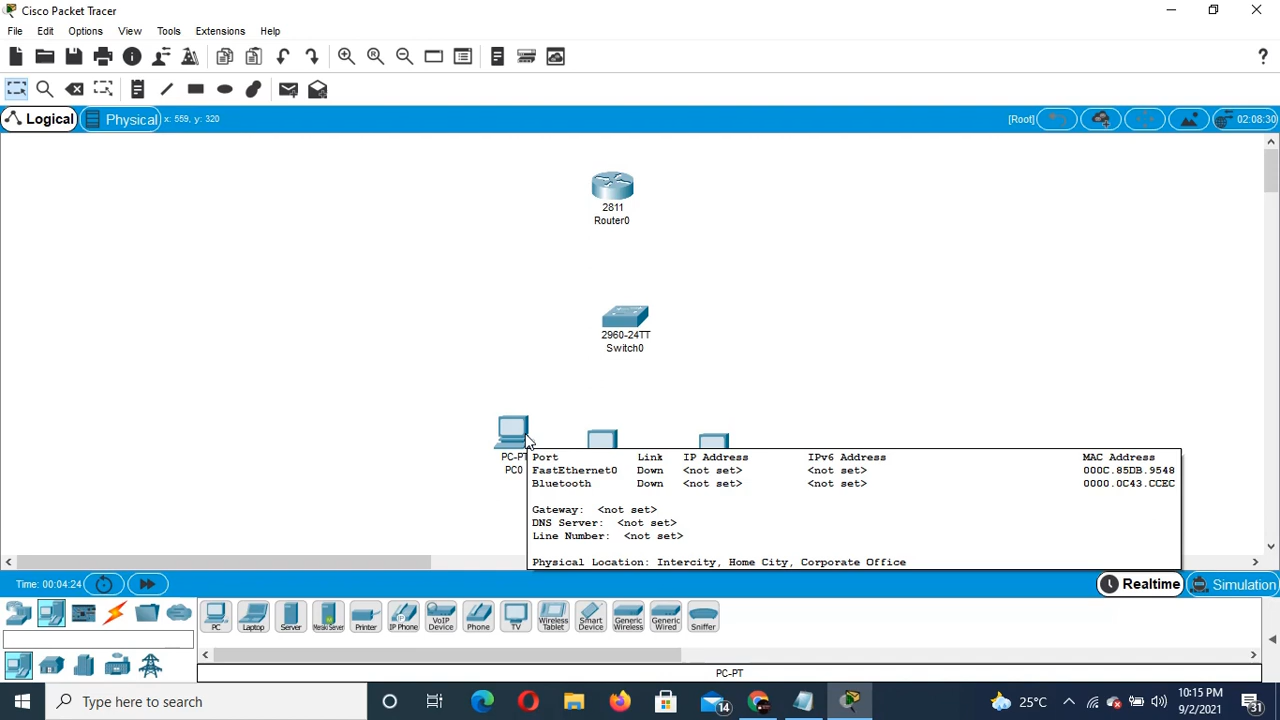 Cisco Packet Tracer
File Edit Options View Tools Extensions Help
Logical Physical x: 559, y: 320 [Root] 02:08:30
2811
Router0
2960-24TT
Switch0
PC-PT
PC0
Port Link IP Address IPv6 Address MAC Address
FastEthernet0 Down <not set> <not set> 000C.85DB.9548
Bluetooth Down <not set> <not set> 0000.0C43.CCEC
Gateway: <not set>
DNS Server: <not set>
Line Number: <not set>
Physical Location: Intercity, Home City, Corporate Office
Time: 00:04:24 Realtime Simulation
PC Laptop Server Meraki Server Printer IP Phone VoIP Device Phone TV Wireless Tablet Smart Device Generic Wireless Generic Wired Sniffer
PC-PT
Type here to search 14 25°C 10:15 PM
9/2/2021 31